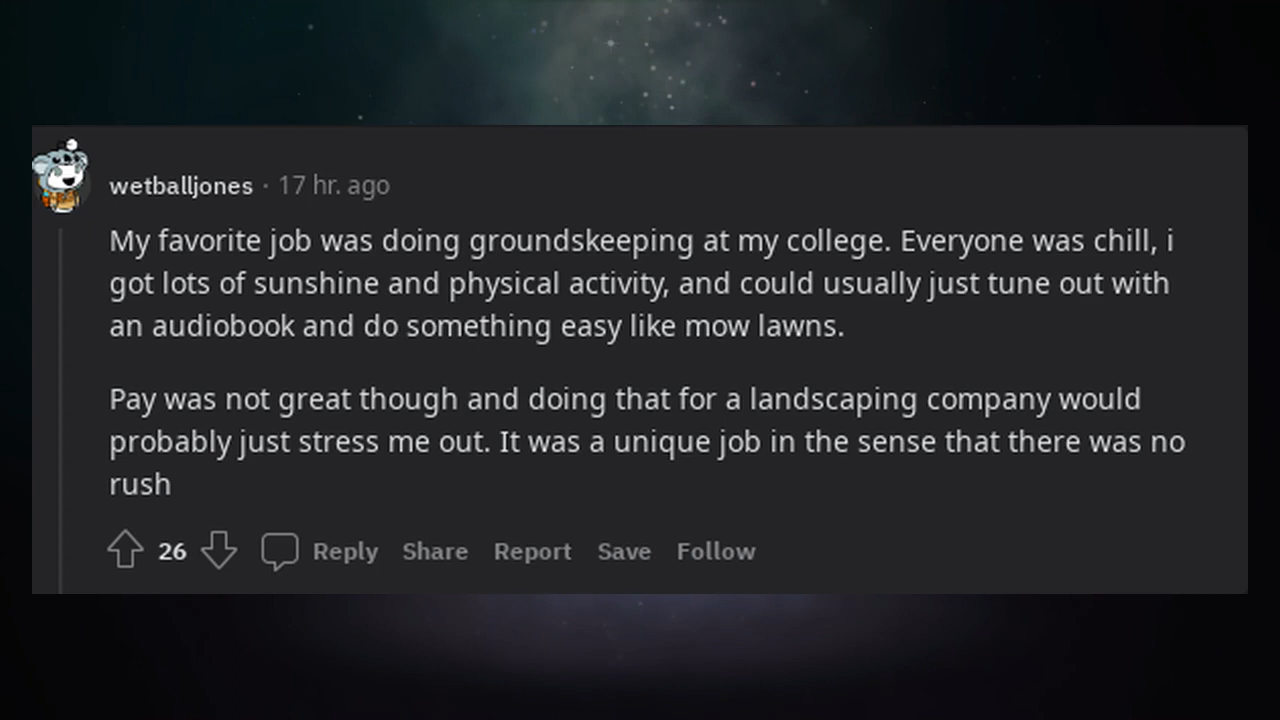 wetballjones · 17 hr. ago
My favorite job was doing groundskeeping at my college. Everyone was chill, i
got lots of sunshine and physical activity, and could usually just tune out with
an audiobook and do something easy like mow lawns.
Pay was not great though and doing that for a landscaping company would
probably just stress me out. It was a unique job in the sense that there was no
rush
26 Reply Share Report Save Follow